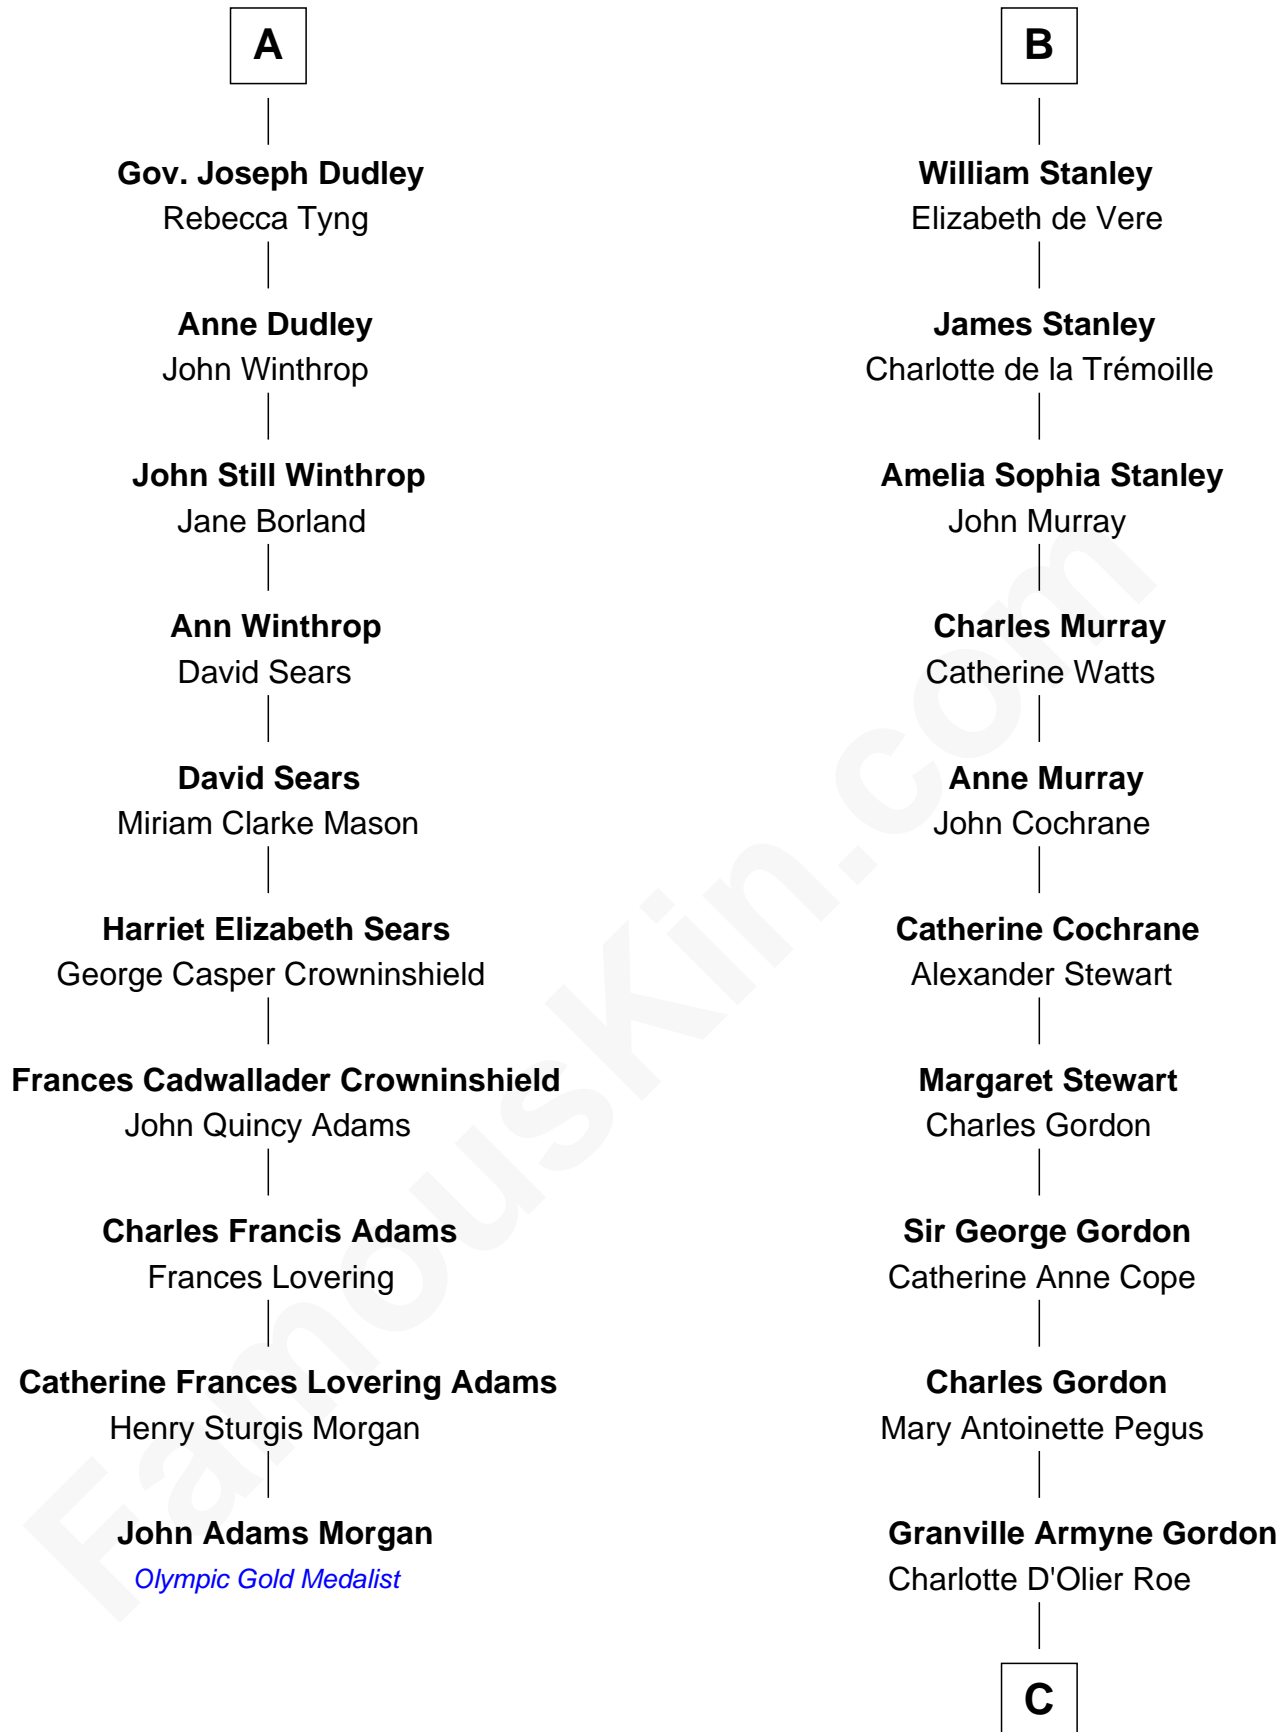 A
Gov. Joseph Dudley
Rebecca Tyng
Anne Dudley
John Winthrop
John Still Winthrop
Jane Borland
Ann Winthrop
David Sears
David Sears
Miriam Clarke Mason
Harriet Elizabeth Sears
George Casper Crowninshield
Frances Cadwallader Crowninshield
John Quincy Adams
Charles Francis Adams
Frances Lovering
Catherine Frances Lovering Adams
Henry Sturgis Morgan
John Adams Morgan
Olympic Gold Medalist
B
William Stanley
Elizabeth de Vere
James Stanley
Charlotte de la Trémoille
Amelia Sophia Stanley
John Murray
Charles Murray
Catherine Watts
Anne Murray
John Cochrane
Catherine Cochrane
Alexander Stewart
Margaret Stewart
Charles Gordon
Sir George Gordon
Catherine Anne Cope
Charles Gordon
Mary Antoinette Pegus
Granville Armyne Gordon
Charlotte D'Olier Roe
C
FamousKin.com